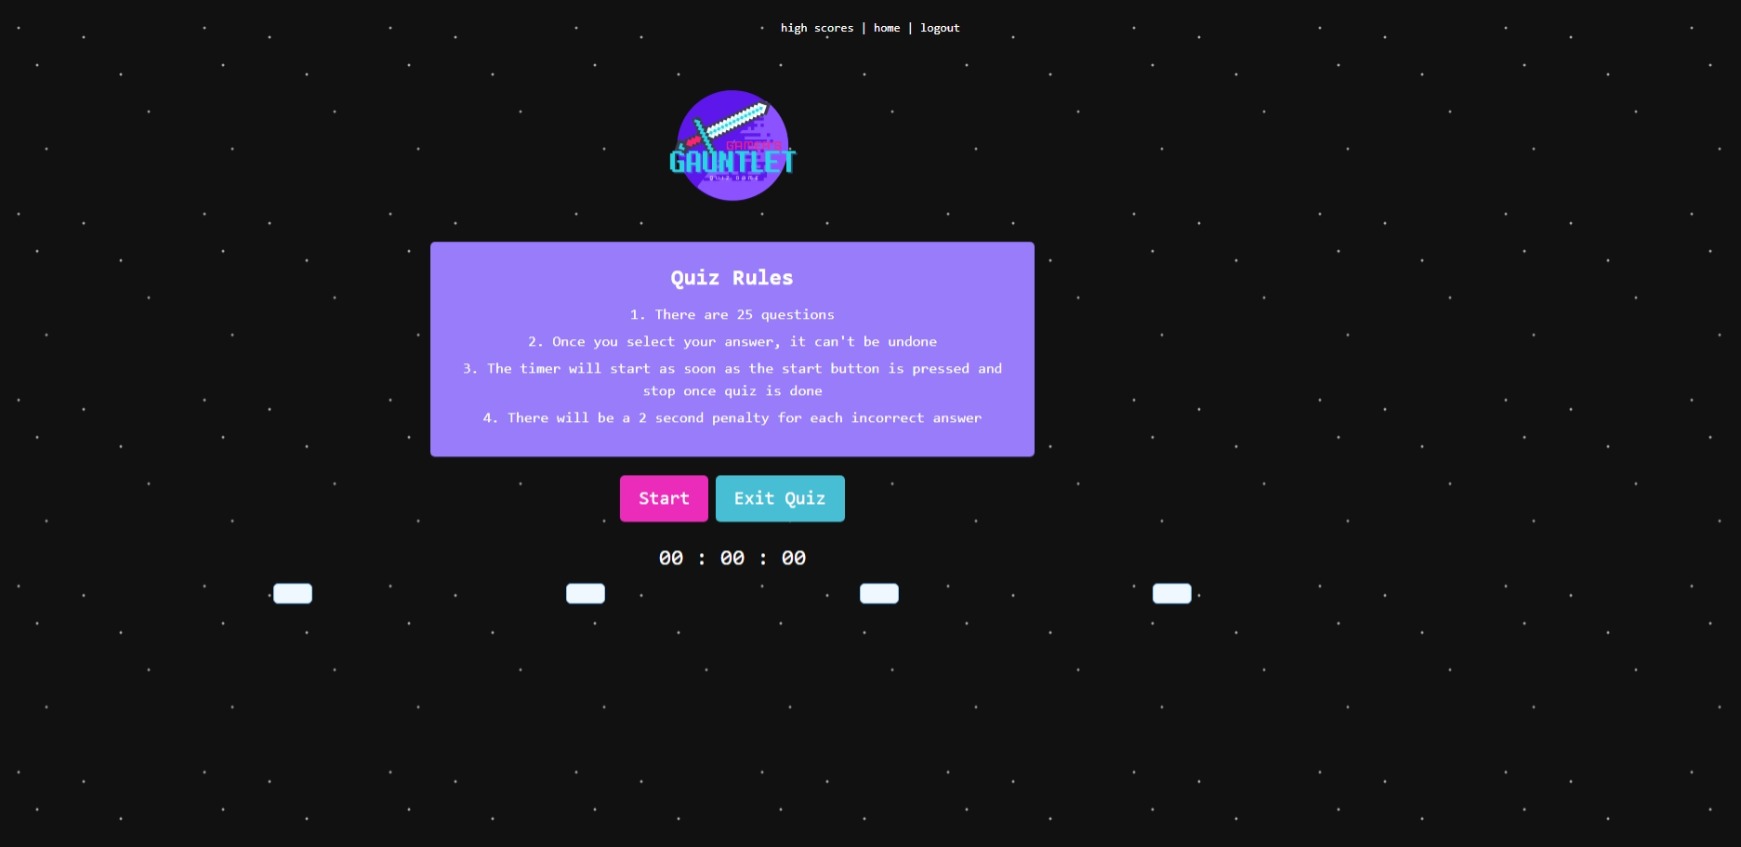 high scores | home | logout
GAUNTLET
Quiz Rules
1. There are 25 questions
2. Once you select your answer, it can't be undone
3. The timer will start as soon as the start button is pressed and
stop once quiz is done
4. There will be a 2 second penalty for each incorrect answer
Start Exit Quiz
00 : 00 : 00